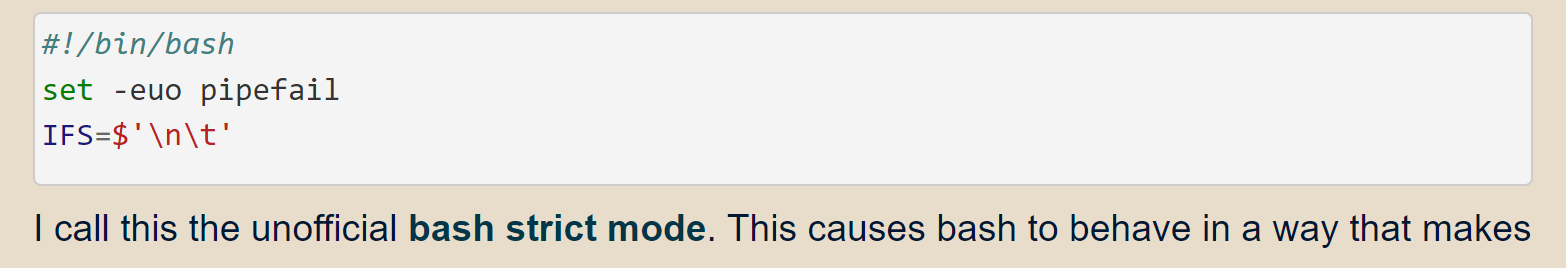 #!/bin/bash
set -euo pipefail
IFS=$'\n\t'
I call this the unofficial bash strict mode. This causes bash to behave in a way that makes